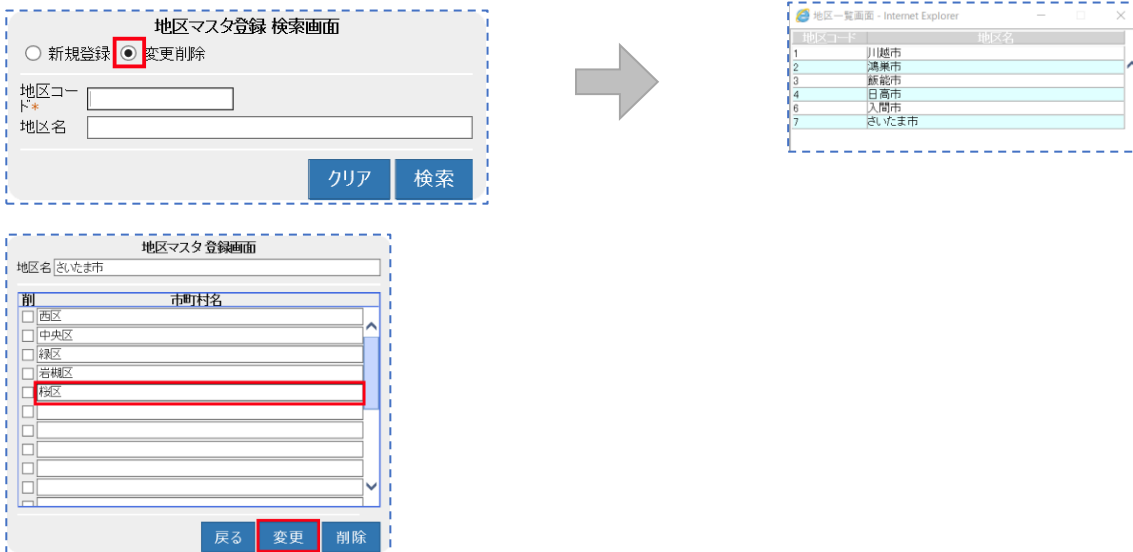 地区マスタ登録 検索画面
新規登録 変更削除
地区コー
ド*
地区名
クリア 検索
地区一覧画面 - Internet Explorer
地区コード 地区名
1 川越市
2 鴻巣市
3 飯能市
4 日高市
6 入間市
7 さいたま市
地区マスタ登録画面
地区名 さいたま市
削 市町村名
西区
中央区
緑区
岩槻区
桜区
戻る 変更 削除